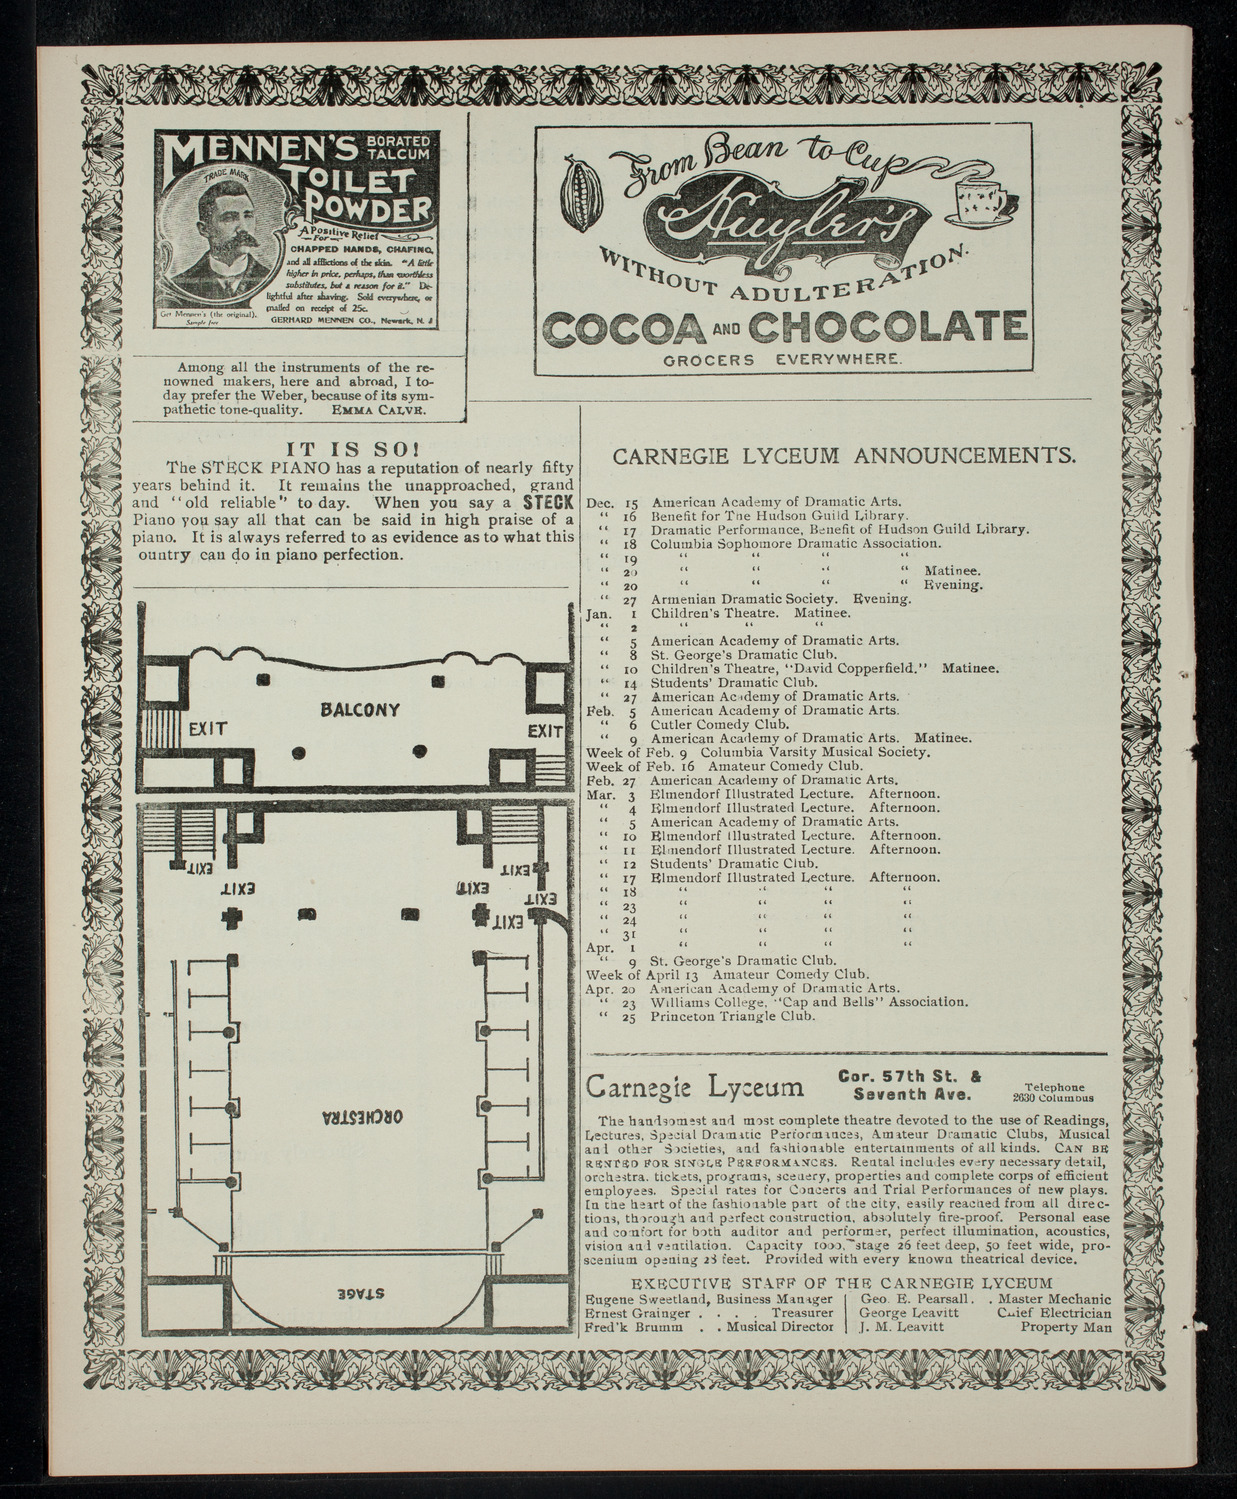 MENNEN'S BORATED
TALCUM
TOILET
POWDER
TRADE MARK
A Positive Relief
For
CHAPPED HANDS, CHAFING,
and all afflictions of the skin. "A little
higher in price, perhaps, than worthless
substitutes, but a reason for it." De-
lightful after shaving. Sold everywhere, or
mailed on receipt of 25c.
Get Mennen's (the original).
Sample free
GERHARD MENNEN CO., Newark, N. J
From Bean to Cup
Huyler's
WITHOUT ADULTERATION.
COCOA AND CHOCOLATE
GROCERS EVERYWHERE.
Among all the instruments of the re-
nowned makers, here and abroad, I to-
day prefer the Weber, because of its sym-
pathetic tone-quality. EMMA CALVE.
IT IS SO!
The STECK PIANO has a reputation of nearly fifty
years behind it. It remains the unapproached, grand
and "old reliable" to day. When you say a STECK
Piano you say all that can be said in high praise of a
piano. It is always referred to as evidence as to what this
ountry can do in piano perfection.
BALCONY
EXIT
EXIT
EXIT
EXIT
EXIT
EXIT
EXIT
EXIT
ORCHESTRA
STAGE
CARNEGIE LYCEUM ANNOUNCEMENTS.
Dec. 15 American Academy of Dramatic Arts.
" 16 Benefit for The Hudson Guild Library.
" 17 Dramatic Performance, Benefit of Hudson Guild Library.
" 18 Columbia Sophomore Dramatic Association.
" 19 " " " "
" 20 " " " " Matinee.
" 20 " " " " Evening.
" 27 Armenian Dramatic Society. Evening.
Jan. 1 Children's Theatre. Matinee.
" 2 " " "
" 5 American Academy of Dramatic Arts.
" 8 St. George's Dramatic Club.
" 10 Children's Theatre, "David Copperfield." Matinee.
" 14 Students' Dramatic Club.
" 27 American Academy of Dramatic Arts.
Feb. 5 American Academy of Dramatic Arts.
" 6 Cutler Comedy Club.
" 9 American Academy of Dramatic Arts. Matinee.
Week of Feb. 9 Columbia Varsity Musical Society.
Week of Feb. 16 Amateur Comedy Club.
Feb. 27 American Academy of Dramatic Arts.
Mar. 3 Elmendorf Illustrated Lecture. Afternoon.
" 4 Elmendorf Illustrated Lecture. Afternoon.
" 5 American Academy of Dramatic Arts.
" 10 Elmendorf Illustrated Lecture. Afternoon.
" 11 Elmendorf Illustrated Lecture. Afternoon.
" 12 Students' Dramatic Club.
" 17 Elmendorf Illustrated Lecture. Afternoon.
" 18 " " " "
" 23 " " " "
" 24 " " " "
" 31 " " " "
Apr. 1 " " " "
" 9 St. George's Dramatic Club.
Week of April 13 Amateur Comedy Club.
Apr. 20 American Academy of Dramatic Arts.
" 23 Williams College, "Cap and Bells" Association.
" 25 Princeton Triangle Club.
Carnegie Lyceum
Cor. 57th St. &
Seventh Ave.
Telephone
2630 Columbus
The handsomest and most complete theatre devoted to the use of Readings,
Lectures, Special Dramatic Performances, Amateur Dramatic Clubs, Musical
and other Societies, and fashionable entertainments of all kinds. CAN BE
RENTED FOR SINGLE PERFORMANCES. Rental includes every necessary detail,
orchestra, tickets, programs, scenery, properties and complete corps of efficient
employees. Special rates for Concerts and Trial Performances of new plays.
In the heart of the fashionable part of the city, easily reached from all direc-
tions, thorough and perfect construction, absolutely fire-proof. Personal ease
and comfort for both auditor and performer, perfect illumination, acoustics,
vision and ventilation. Capacity 1000, stage 26 feet deep, 50 feet wide, pro-
scenium opening 28 feet. Provided with every known theatrical device.
EXECUTIVE STAFF OF THE CARNEGIE LYCEUM
Eugene Sweetland, Business Manager
Ernest Grainger . . . Treasurer
Fred'k Brumm . . Musical Director
Geo. E. Pearsall. . Master Mechanic
George Leavitt Chief Electrician
J. M. Leavitt Property Man